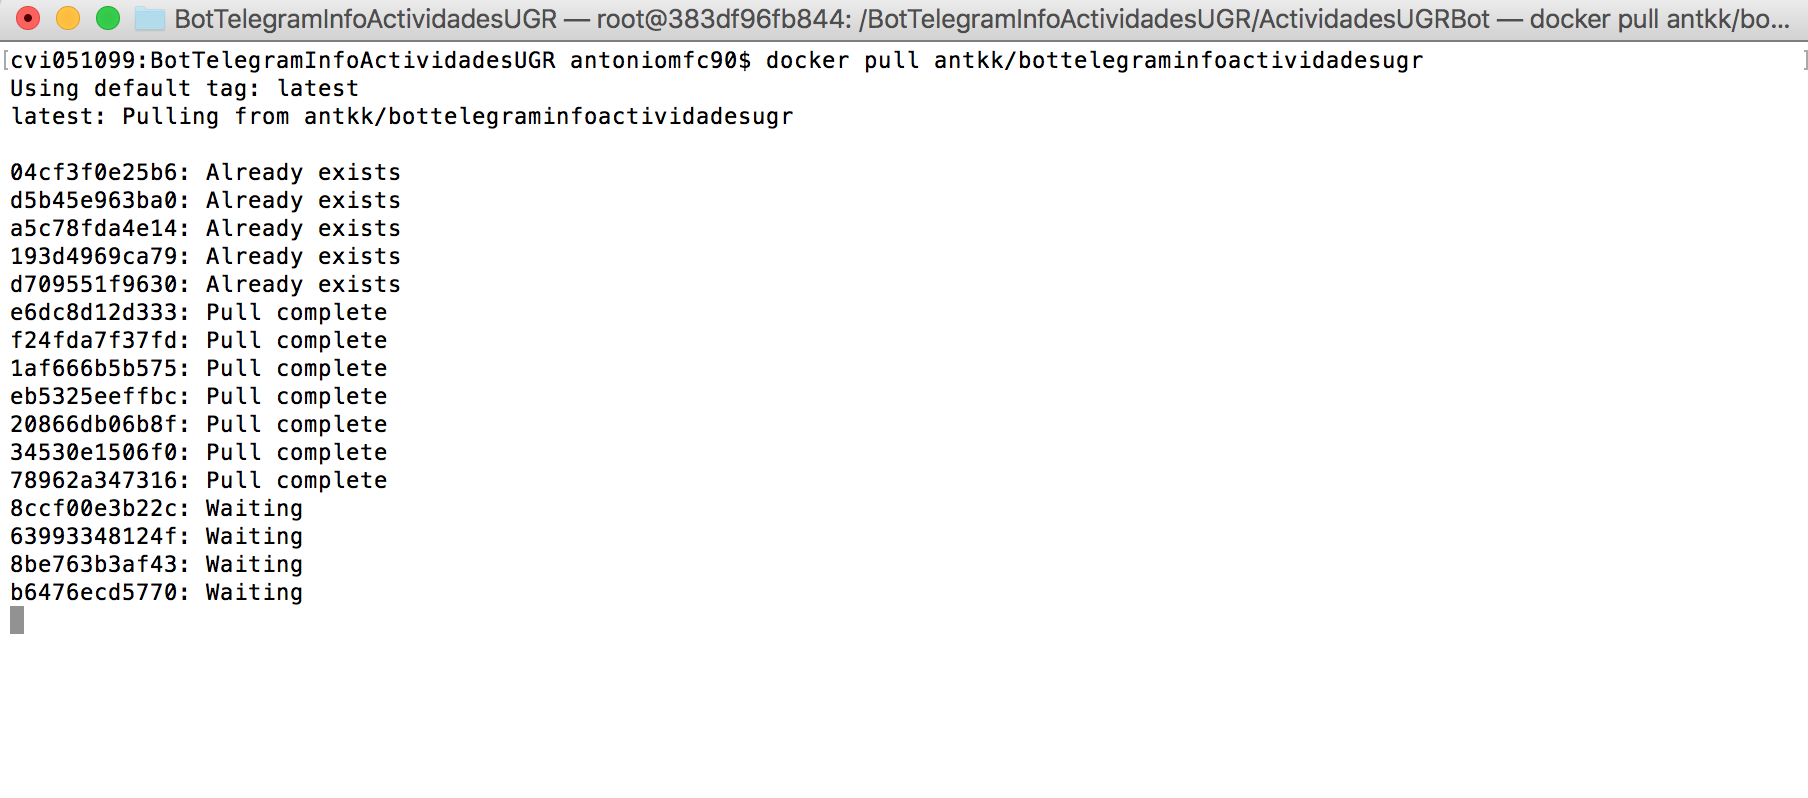 BotTelegramInfoActividadesUGR — root@383df96fb844: /BotTelegramInfoActividadesUGR/ActividadesUGRBot — docker pull antkk/bo...
[cvi051099:BotTelegramInfoActividadesUGR antoniomfc90$ docker pull antkk/bottelegraminfoactividadesugr ]
Using default tag: latest
latest: Pulling from antkk/bottelegraminfoactividadesugr
04cf3f0e25b6: Already exists
d5b45e963ba0: Already exists
a5c78fda4e14: Already exists
193d4969ca79: Already exists
d709551f9630: Already exists
e6dc8d12d333: Pull complete
f24fda7f37fd: Pull complete
1af666b5b575: Pull complete
eb5325eeffbc: Pull complete
20866db06b8f: Pull complete
34530e1506f0: Pull complete
78962a347316: Pull complete
8ccf00e3b22c: Waiting
63993348124f: Waiting
8be763b3af43: Waiting
b6476ecd5770: Waiting